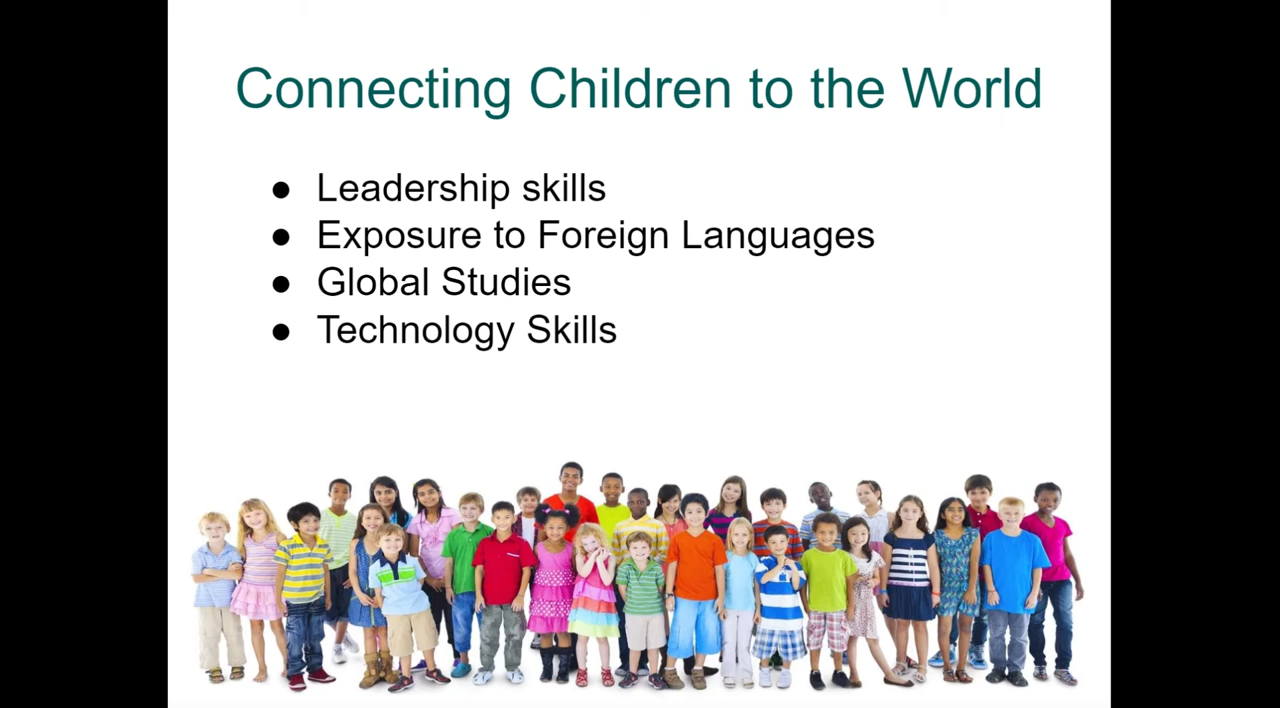 Connecting Children to the World
● Leadership skills
● Exposure to Foreign Languages
● Global Studies
● Technology Skills